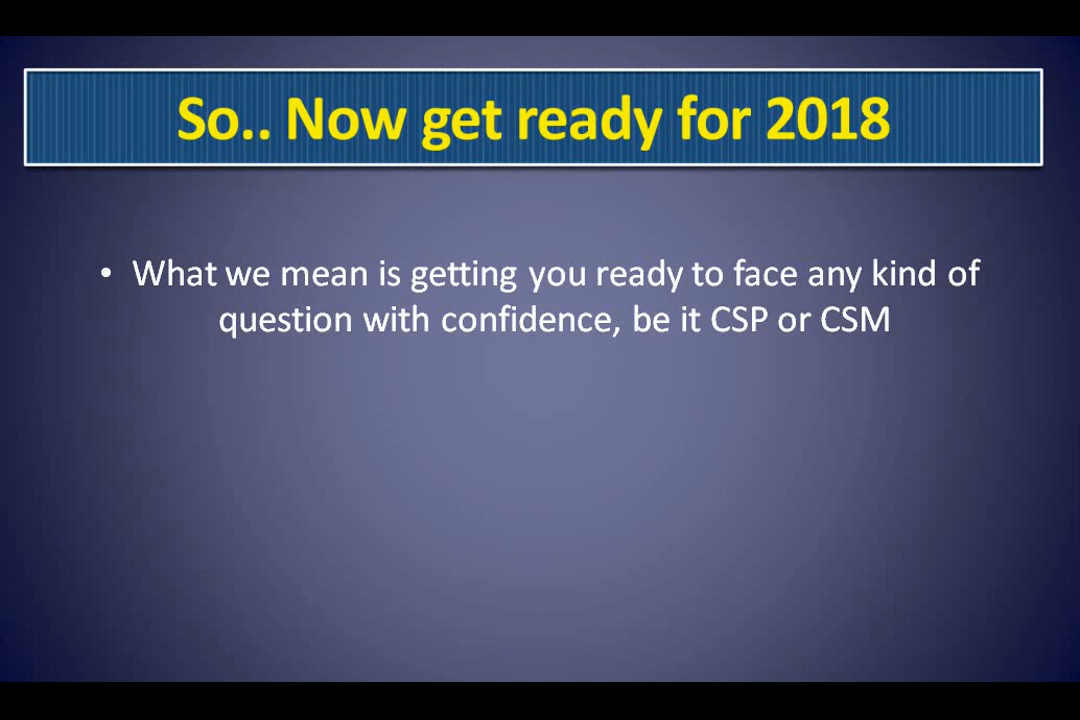 So.. Now get ready for 2018
• What we mean is getting you ready to face any kind of
question with confidence, be it CSP or CSM